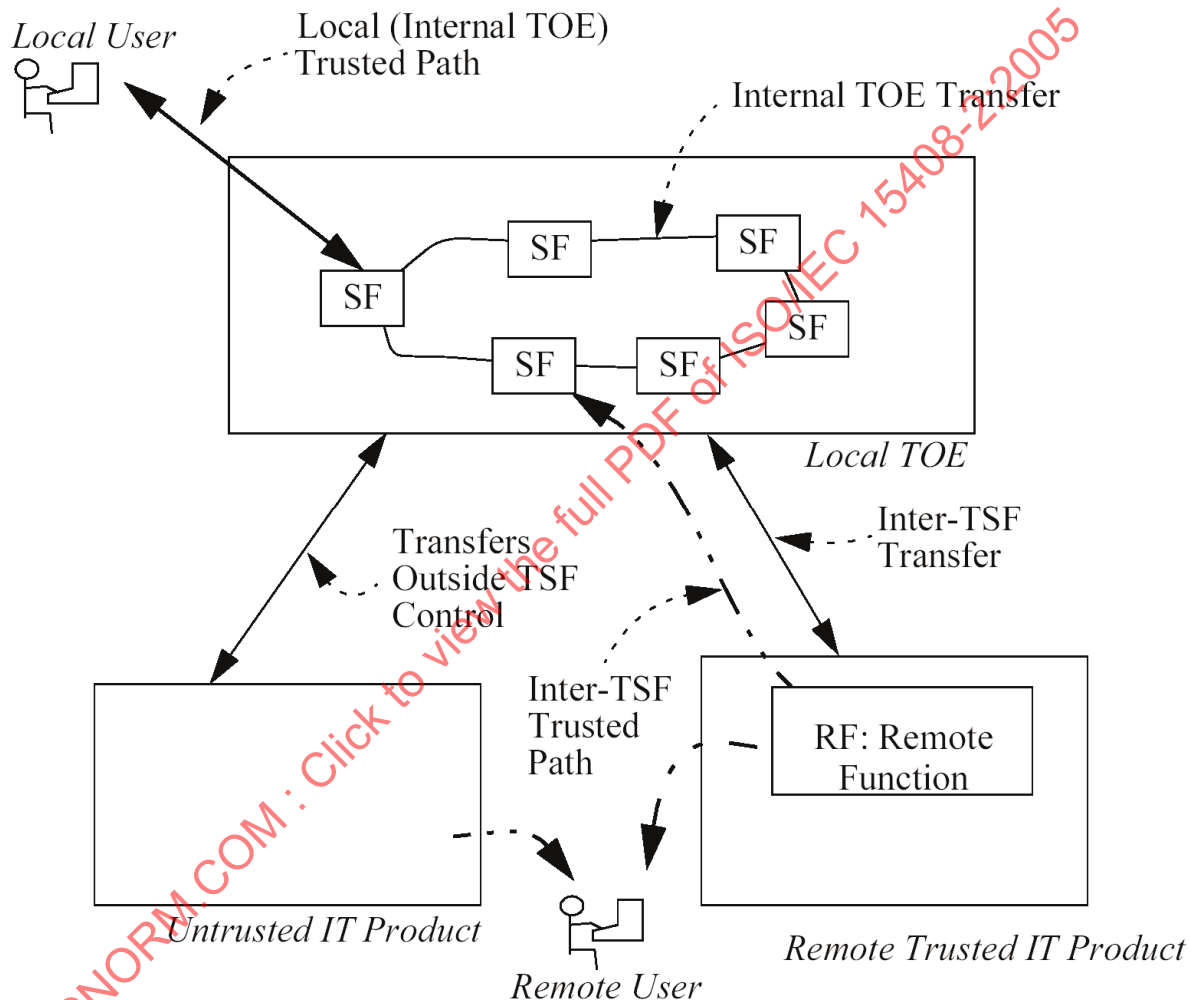 Local User
Local (Internal TOE)
Trusted Path
Internal TOE Transfer
SF
SF
SF
SF
SF
SF
Local TOE
Transfers
Outside TSF
Control
Inter-TSF
Transfer
Inter-TSF
Trusted
Path
RF: Remote
Function
Untrusted IT Product
Remote Trusted IT Product
Remote User
NORM.COM : Click to view the full PDF of ISO/IEC 15408-2:2005